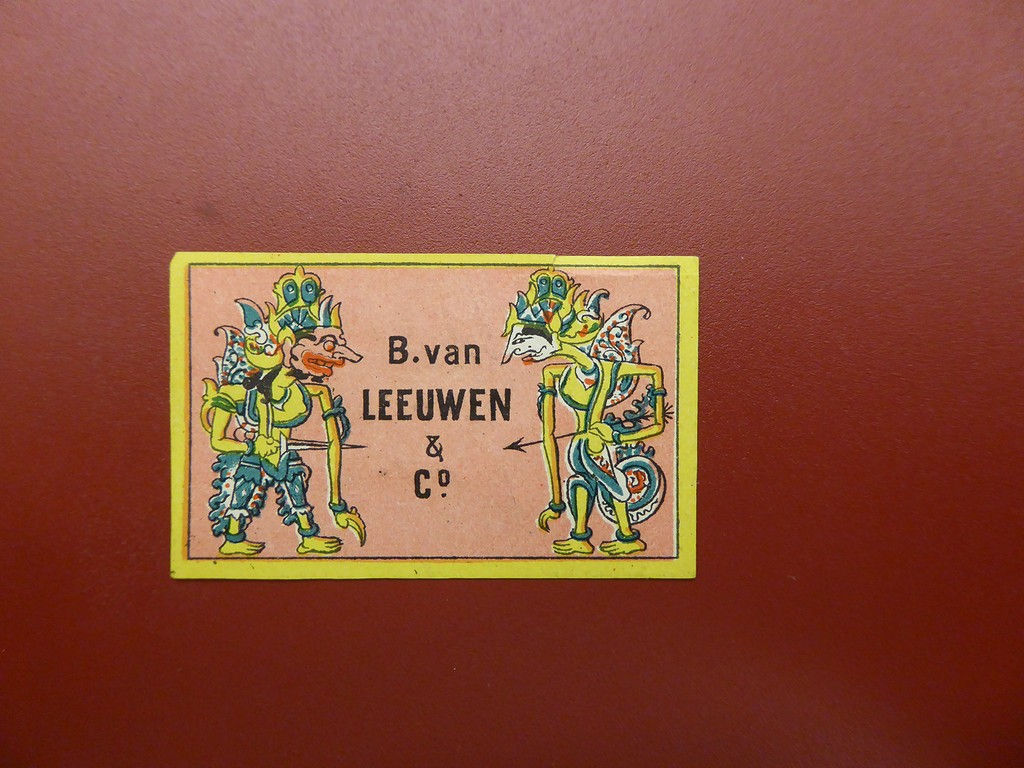 B. van
LEEUWEN
&
Cº.